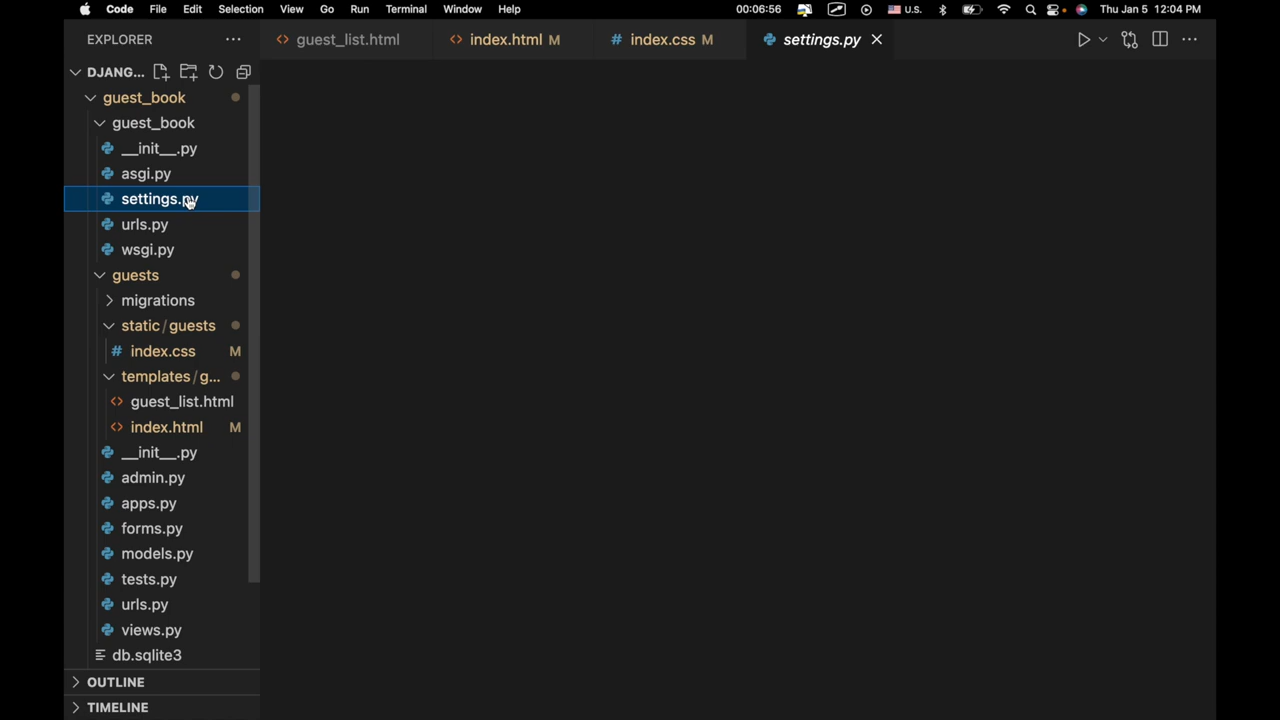 Code File Edit Selection View Go Run Terminal Window Help 00:06:56 U.S. Thu Jan 5 12:04 PM
EXPLORER ...
guest_list.html index.html M index.css M settings.py
DJANG...
guest_book
guest_book
__init__.py
asgi.py
settings.py
urls.py
wsgi.py
guests
migrations
static/guests
index.css M
templates/g...
guest_list.html
index.html M
__init__.py
admin.py
apps.py
forms.py
models.py
tests.py
urls.py
views.py
db.sqlite3
OUTLINE
TIMELINE